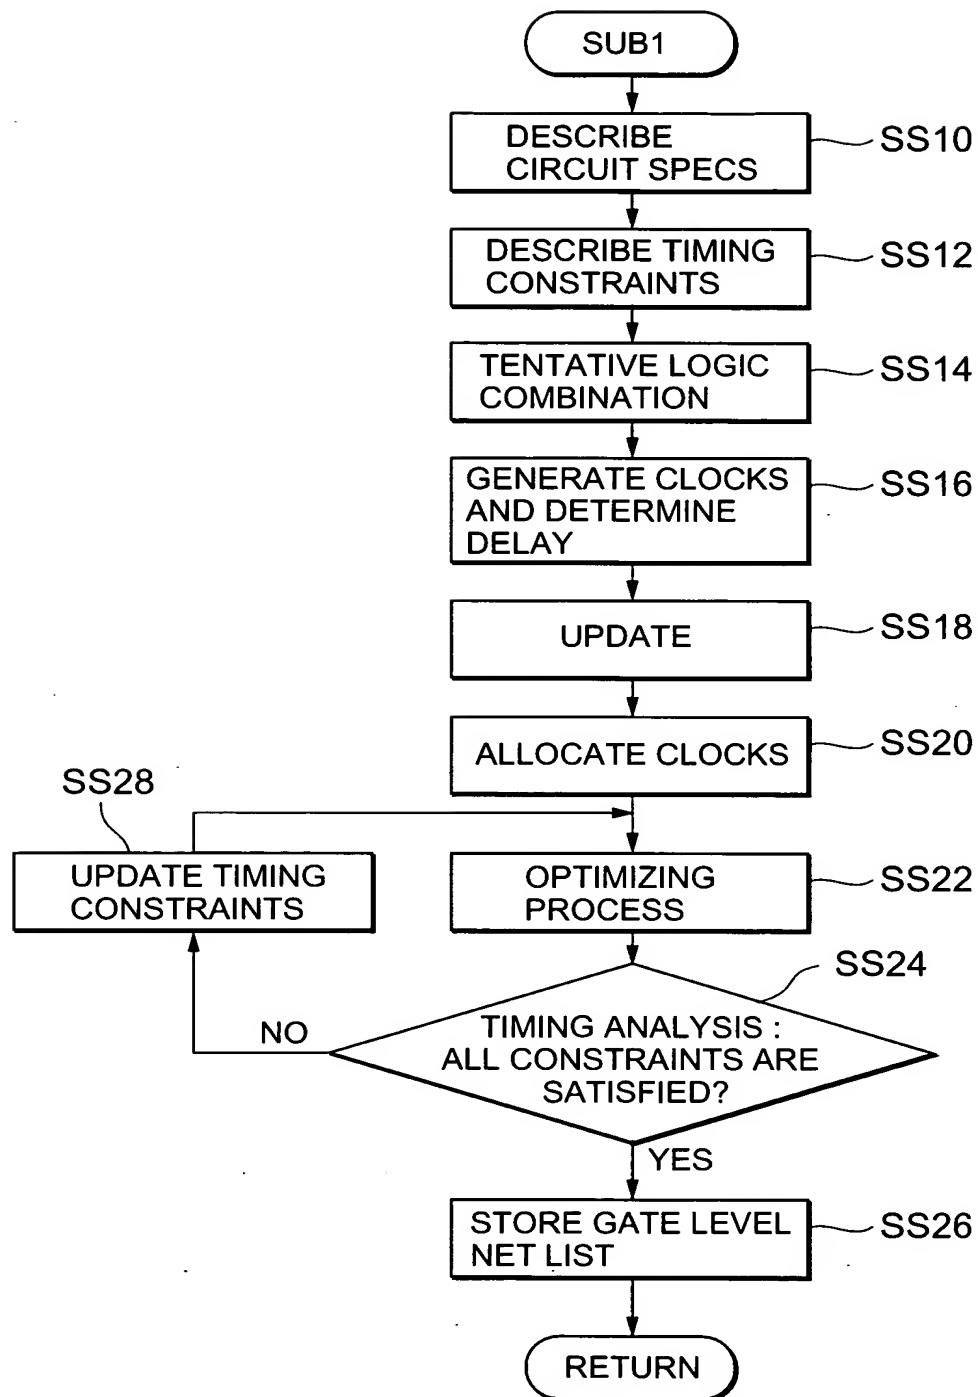 SUB1
DESCRIBE
CIRCUIT SPECS
SS10
DESCRIBE TIMING
CONSTRAINTS
SS12
TENTATIVE LOGIC
COMBINATION
SS14
GENERATE CLOCKS
AND DETERMINE
DELAY
SS16
UPDATE
SS18
ALLOCATE CLOCKS
SS20
SS28
UPDATE TIMING
CONSTRAINTS
OPTIMIZING
PROCESS
SS22
SS24
NO
TIMING ANALYSIS :
ALL CONSTRAINTS ARE
SATISFIED?
YES
STORE GATE LEVEL
NET LIST
SS26
RETURN